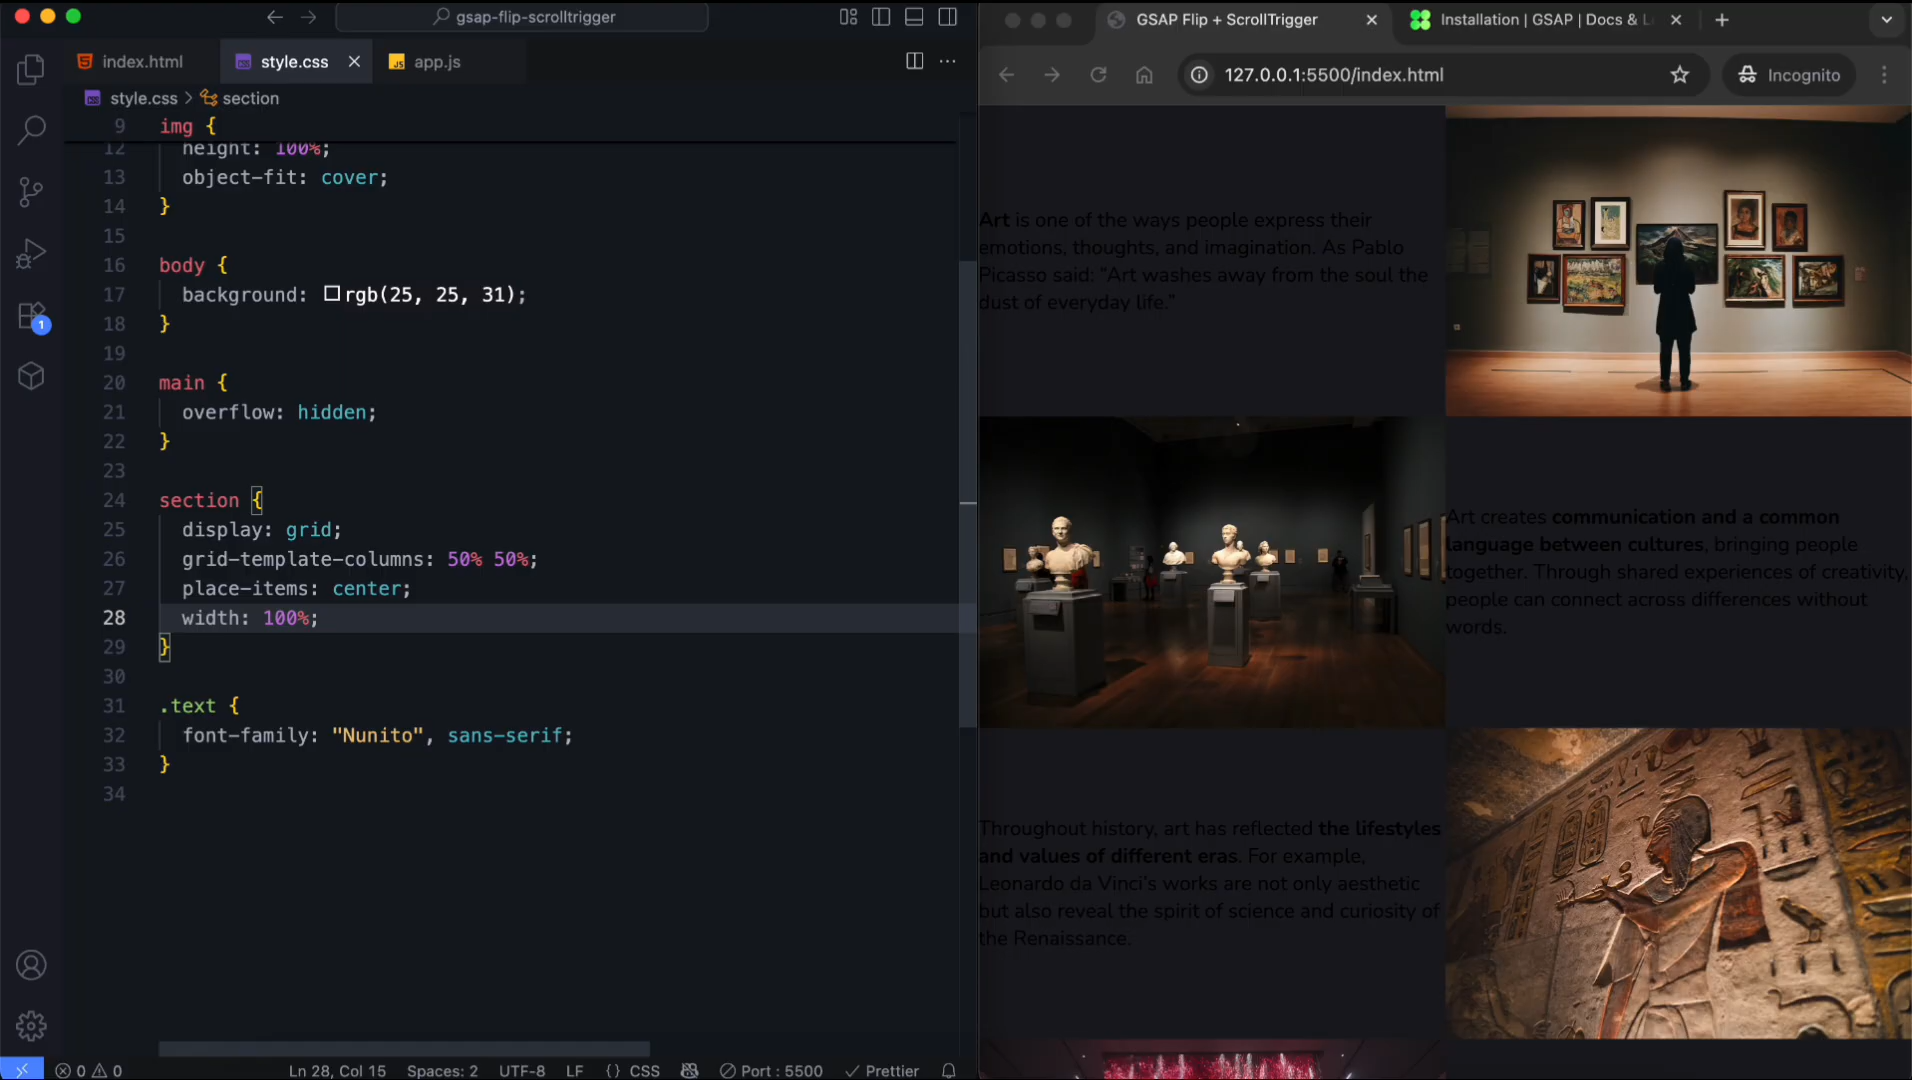 gsap-flip-scrolltrigger
index.html
style.css
app.js
style.css > section
9 img {
12 height: 100%;
13 object-fit: cover;
14 }
15
16 body {
17 background: rgb(25, 25, 31);
18 }
19
20 main {
21 overflow: hidden;
22 }
23
24 section {
25 display: grid;
26 grid-template-columns: 50% 50%;
27 place-items: center;
28 width: 100%;
29 }
30
31 .text {
32 font-family: "Nunito", sans-serif;
33 }
34
1
0 0
Ln 28, Col 15
Spaces: 2
UTF-8
LF
{} CSS
Port : 5500
Prettier
GSAP Flip + ScrollTrigger
Installation | GSAP | Docs & L
127.0.0.1:5500/index.html
Incognito
Art is one of the ways people express their
emotions, thoughts, and imagination. As Pablo
Picasso said: “Art washes away from the soul the
dust of everyday life.”
Art creates communication and a common
language between cultures, bringing people
together. Through shared experiences of creativity,
people can connect across differences without
words.
Throughout history, art has reflected the lifestyles
and values of different eras. For example,
Leonardo da Vinci’s works are not only aesthetic
but also reveal the spirit of science and curiosity of
the Renaissance.